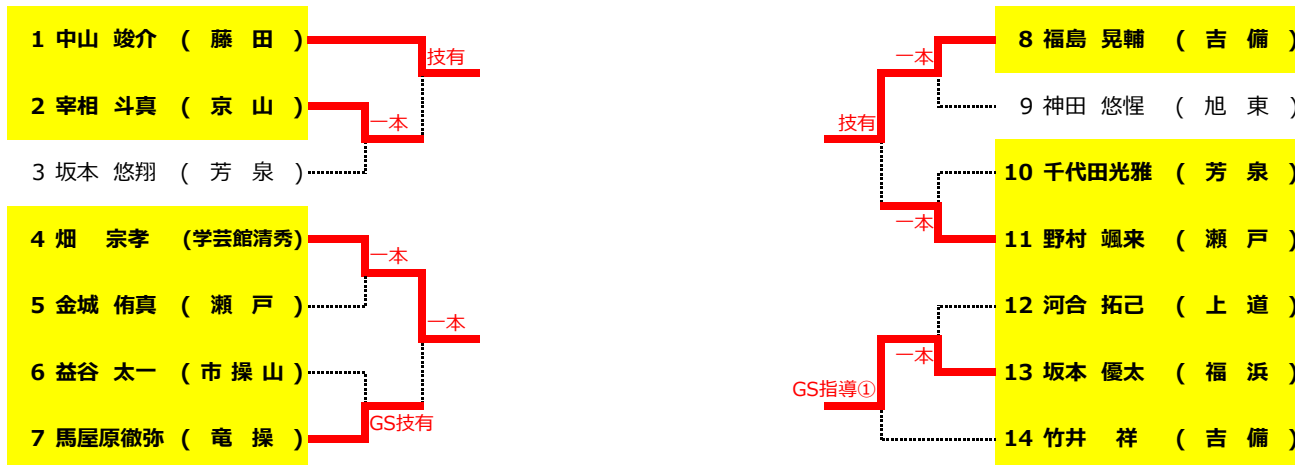 1 中山 竣介 ( 藤 田 )
技有
2 宰相 斗真 ( 京 山 )
一本
3 坂本 悠翔 ( 芳 泉 )
4 畑 宗孝 (学芸館清秀)
一本
5 金城 侑真 ( 瀬 戸 )
一本
6 益谷 太一 ( 市 操 山 )
GS技有
7 馬屋原徹弥 ( 竜 操 )
8 福島 晃輔 ( 吉 備 )
一本
9 神田 悠惺 ( 旭 東 )
技有
10 千代田光雅 ( 芳 泉 )
一本
11 野村 颯来 ( 瀬 戸 )
12 河合 拓己 ( 上 道 )
一本
13 坂本 優太 ( 福 浜 )
GS指導①
14 竹井 祥 ( 吉 備 )